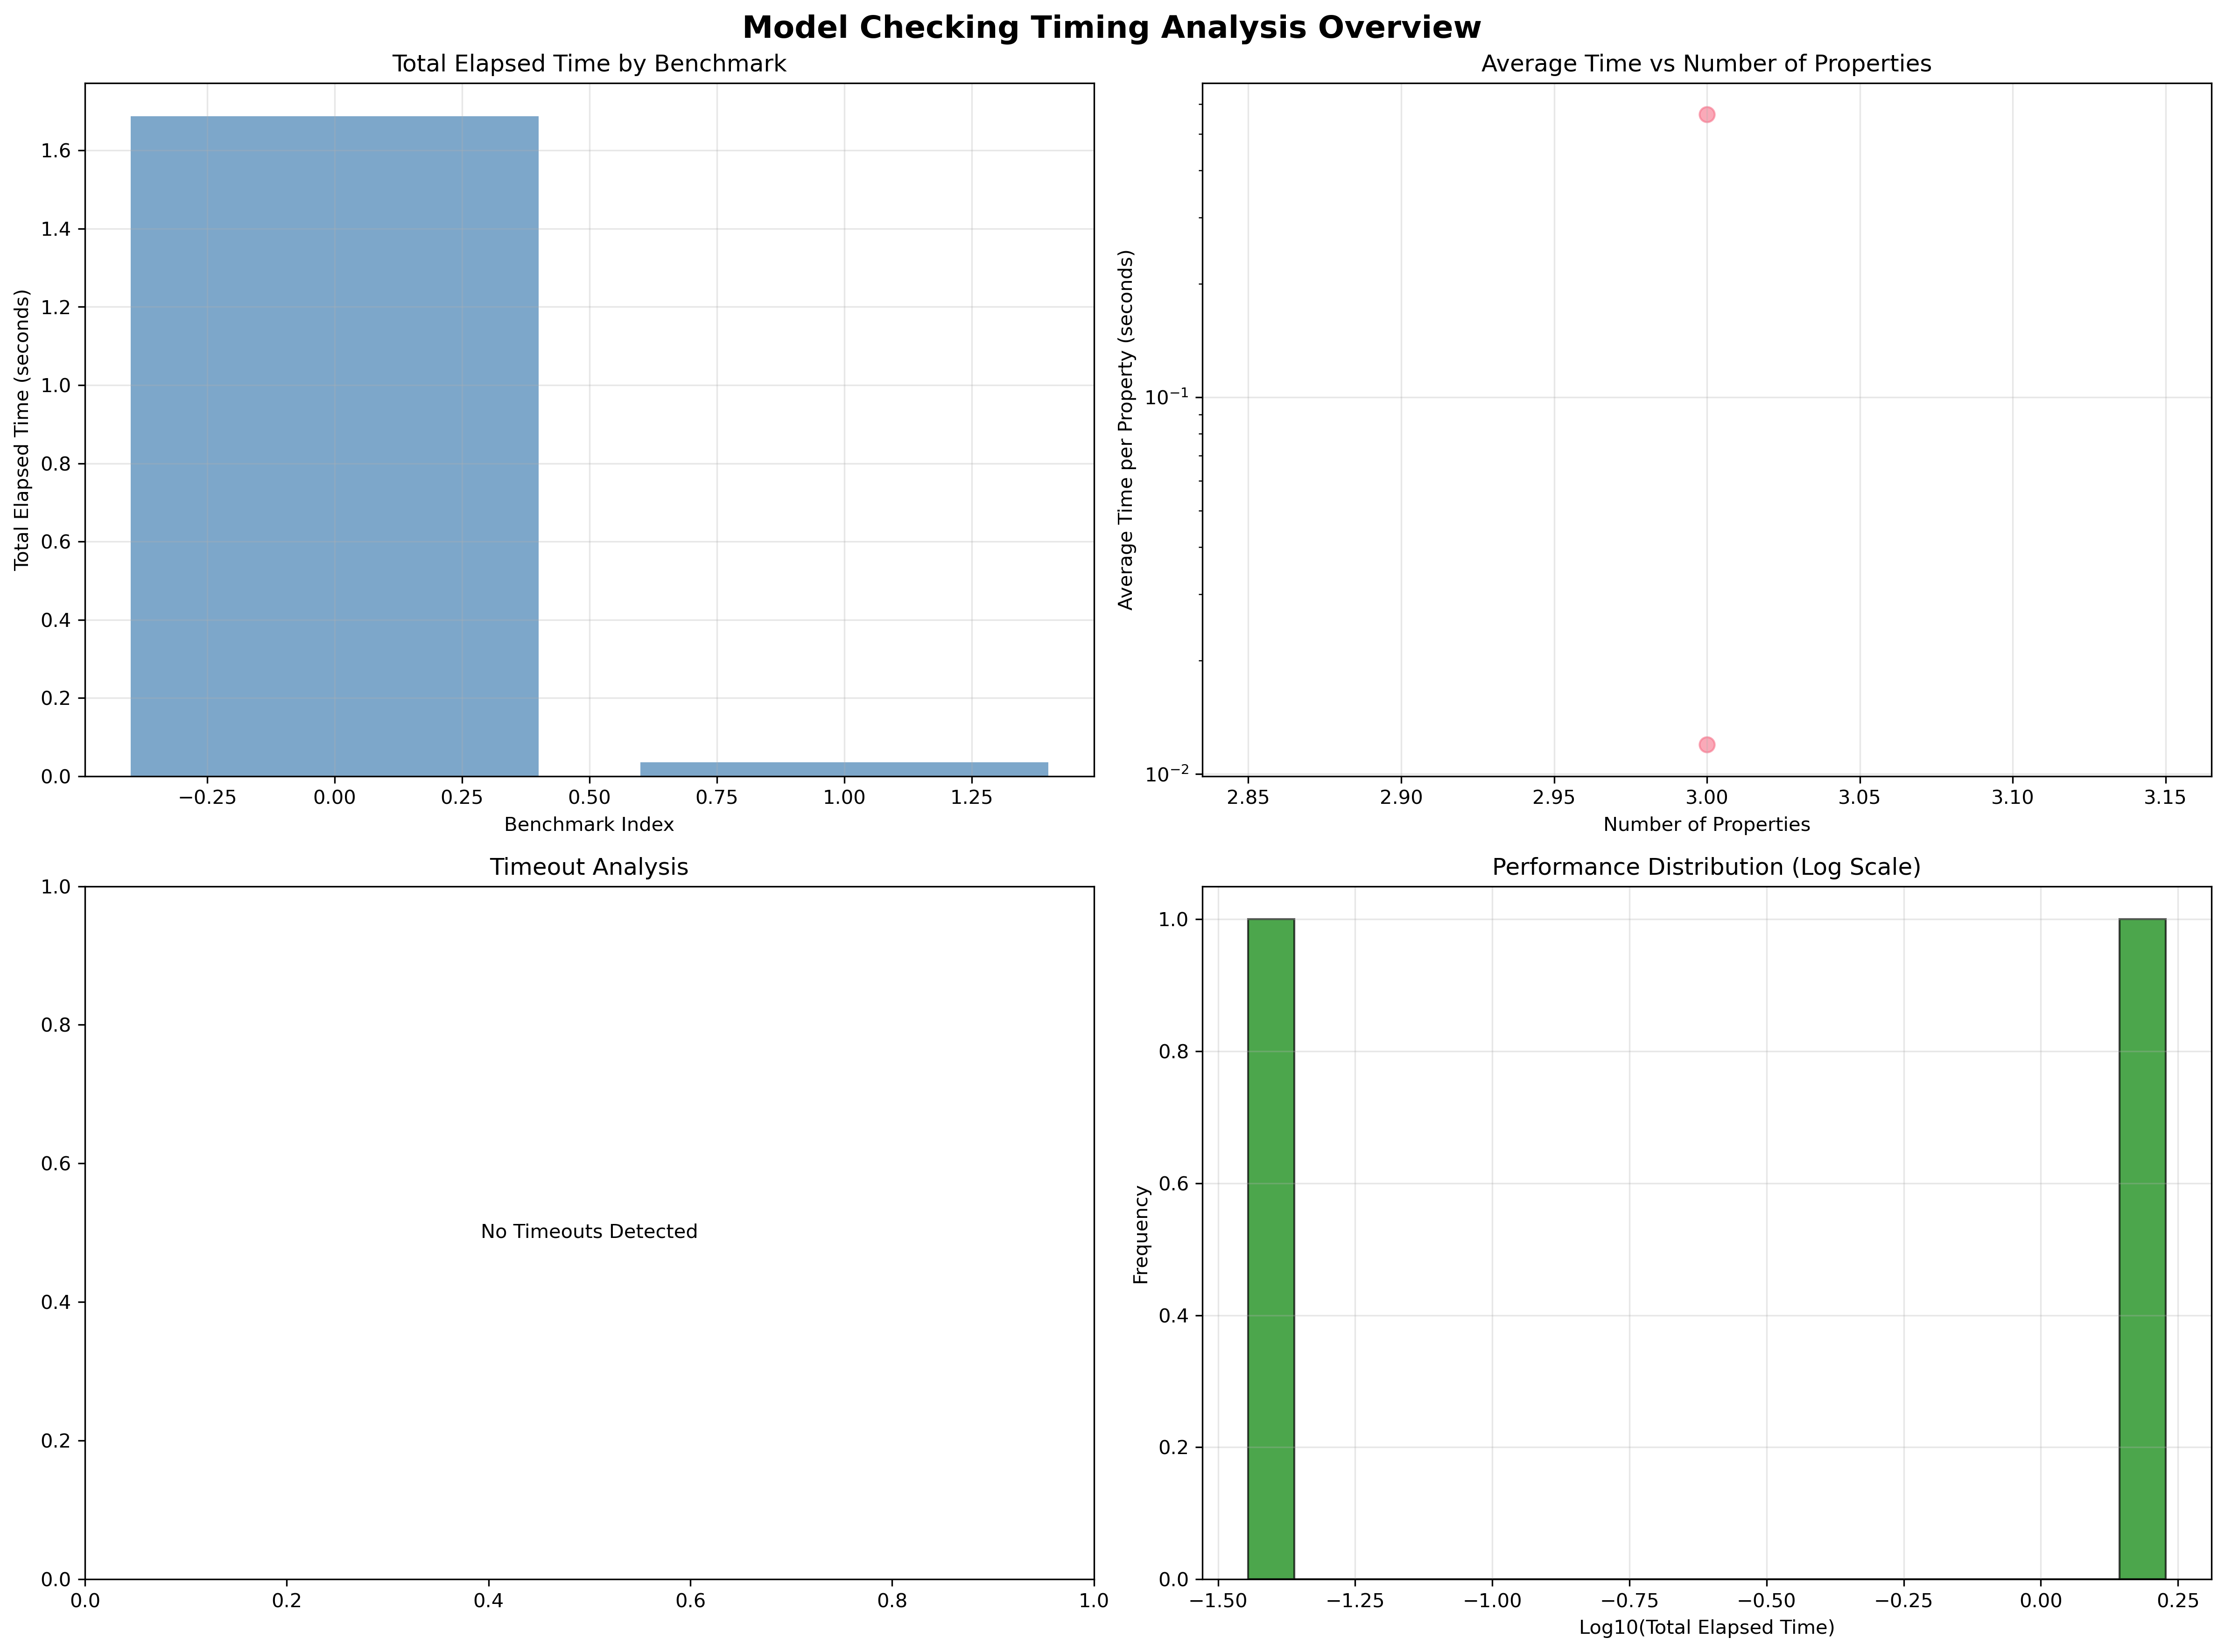 Model Checking Timing Analysis Overview
Total Elapsed Time by Benchmark
Total Elapsed Time (seconds)
1.6
1.4
1.2
1.0
0.8
0.6
0.4
0.2
0.0
−0.25 0.00 0.25 0.50 0.75 1.00 1.25
Benchmark Index
Average Time vs Number of Properties
Average Time per Property (seconds)
10⁻¹
10⁻²
2.85 2.90 2.95 3.00 3.05 3.10 3.15
Number of Properties
Timeout Analysis
1.0
0.8
0.6
0.4
0.2
0.0
No Timeouts Detected
0.0 0.2 0.4 0.6 0.8 1.0
Performance Distribution (Log Scale)
Frequency
1.0
0.8
0.6
0.4
0.2
0.0
−1.50 −1.25 −1.00 −0.75 −0.50 −0.25 0.00 0.25
Log10(Total Elapsed Time)